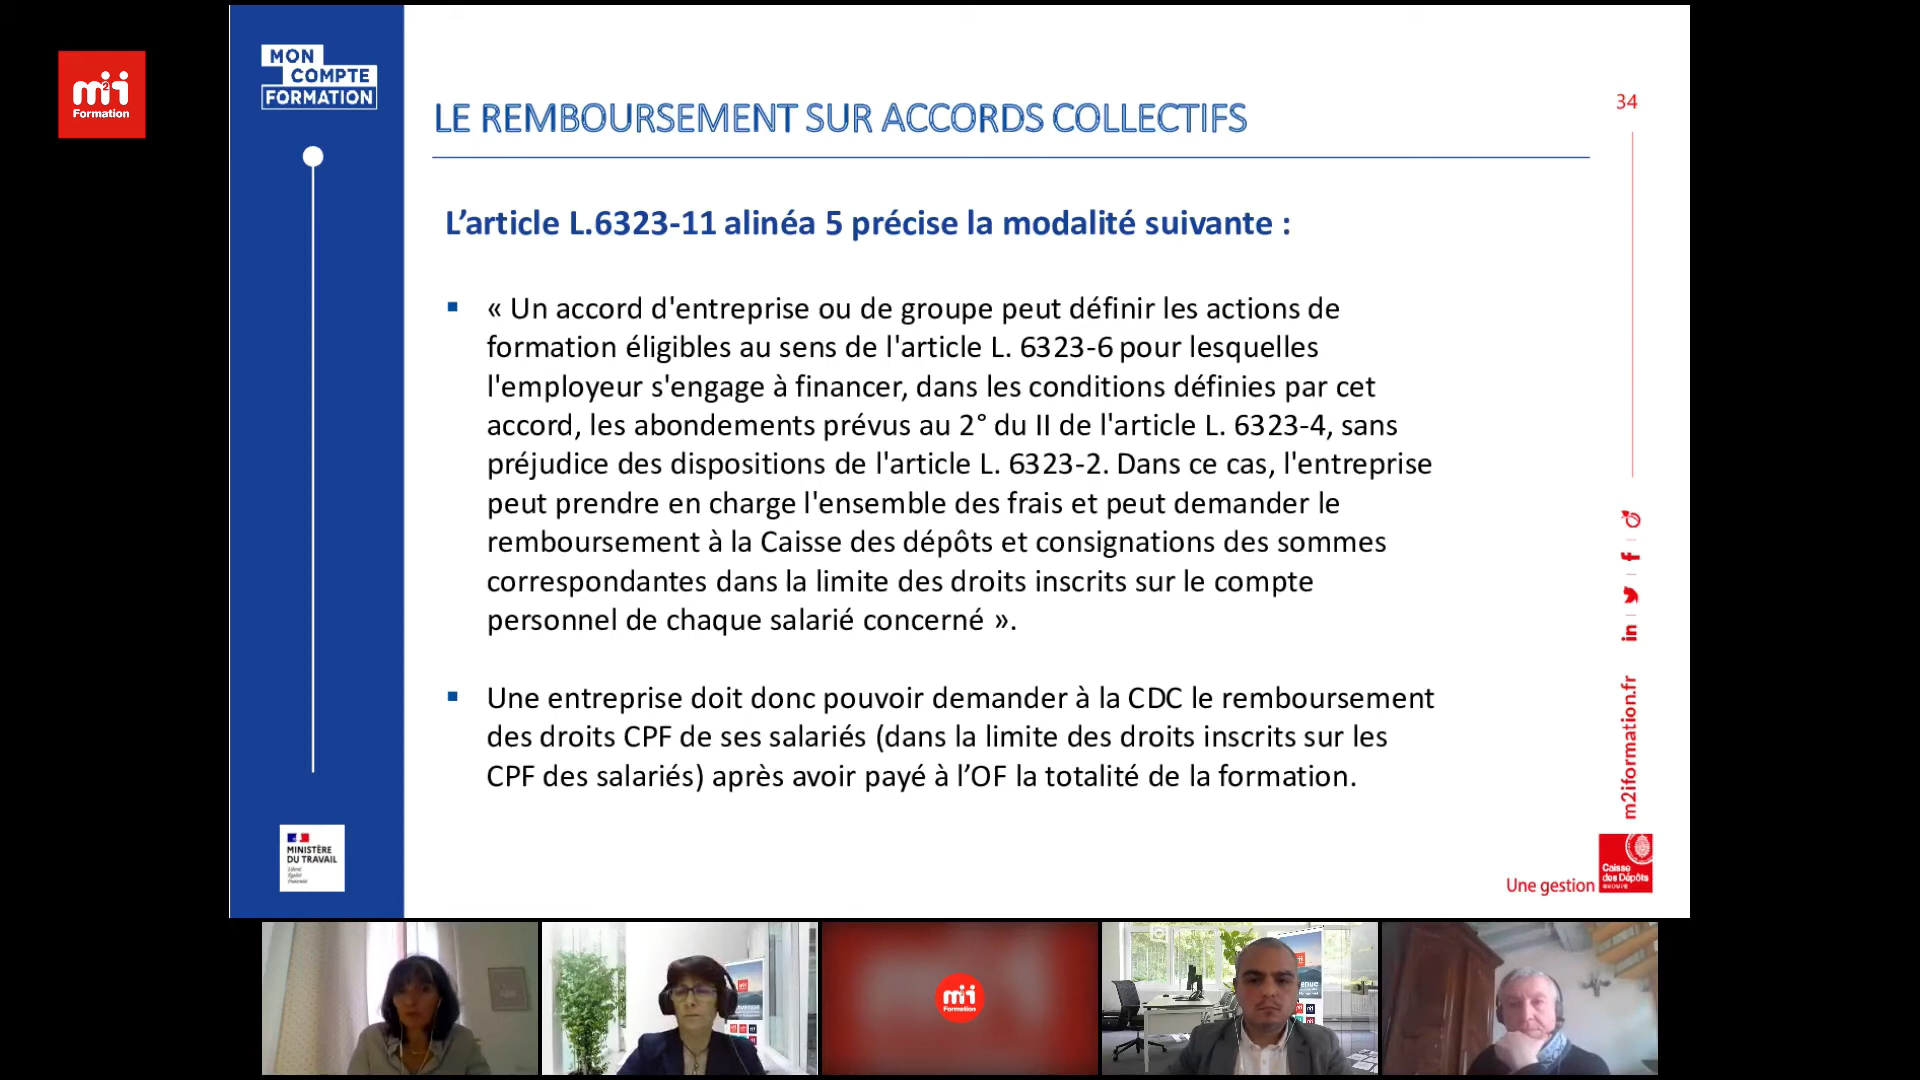 m2i
Formation
MON
COMPTE
FORMATION
LE REMBOURSEMENT SUR ACCORDS COLLECTIFS
34
L’article L.6323-11 alinéa 5 précise la modalité suivante :
« Un accord d'entreprise ou de groupe peut définir les actions de
formation éligibles au sens de l'article L. 6323-6 pour lesquelles
l'employeur s'engage à financer, dans les conditions définies par cet
accord, les abondements prévus au 2° du II de l'article L. 6323-4, sans
préjudice des dispositions de l'article L. 6323-2. Dans ce cas, l'entreprise
peut prendre en charge l'ensemble des frais et peut demander le
remboursement à la Caisse des dépôts et consignations des sommes
correspondantes dans la limite des droits inscrits sur le compte
personnel de chaque salarié concerné ».
Une entreprise doit donc pouvoir demander à la CDC le remboursement
des droits CPF de ses salariés (dans la limite des droits inscrits sur les
CPF des salariés) après avoir payé à l’OF la totalité de la formation.
m2iformation.fr
MINISTÈRE
DU TRAVAIL
Liberté
Égalité
Fraternité
Une gestion
Caisse
des Dépôts
GROUPE
m2i
Formation